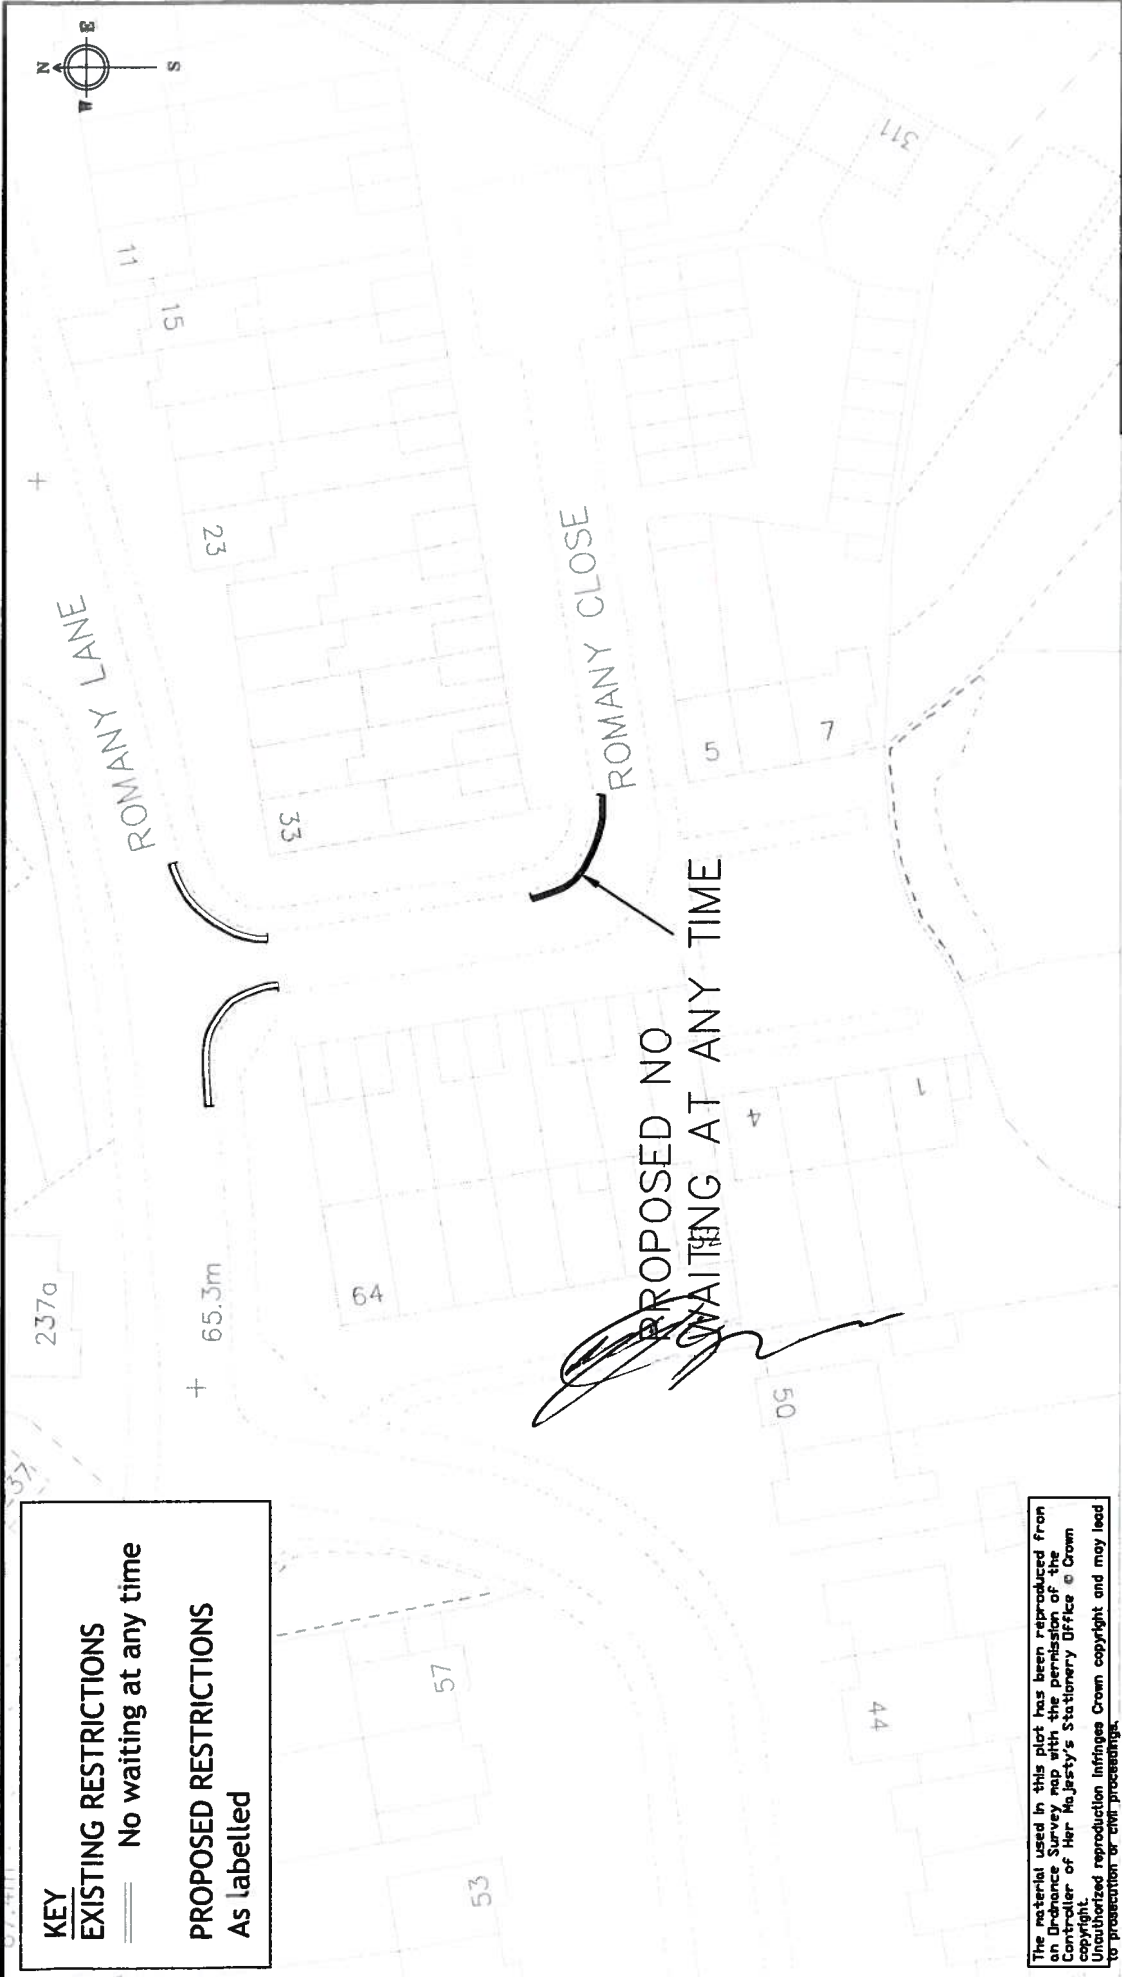 KEY
EXISTING RESTRICTIONS
No waiting at any time
PROPOSED RESTRICTIONS
As labelled
N
W E
S
ROMANY LANE
ROMANY CLOSE
PROPOSED NO
WAITING AT ANY TIME
237a
65.3m
64
33
23
15
11
311
5
7
4
1
50
57
53
44
37
The material used in this plot has been reproduced from
an Ordnance Survey map with the permission of the
Controller of Her Majesty's Stationery Office © Crown
copyright.
Unauthorized reproduction infringes Crown copyright and may lead
to prosecution or civil proceedings.